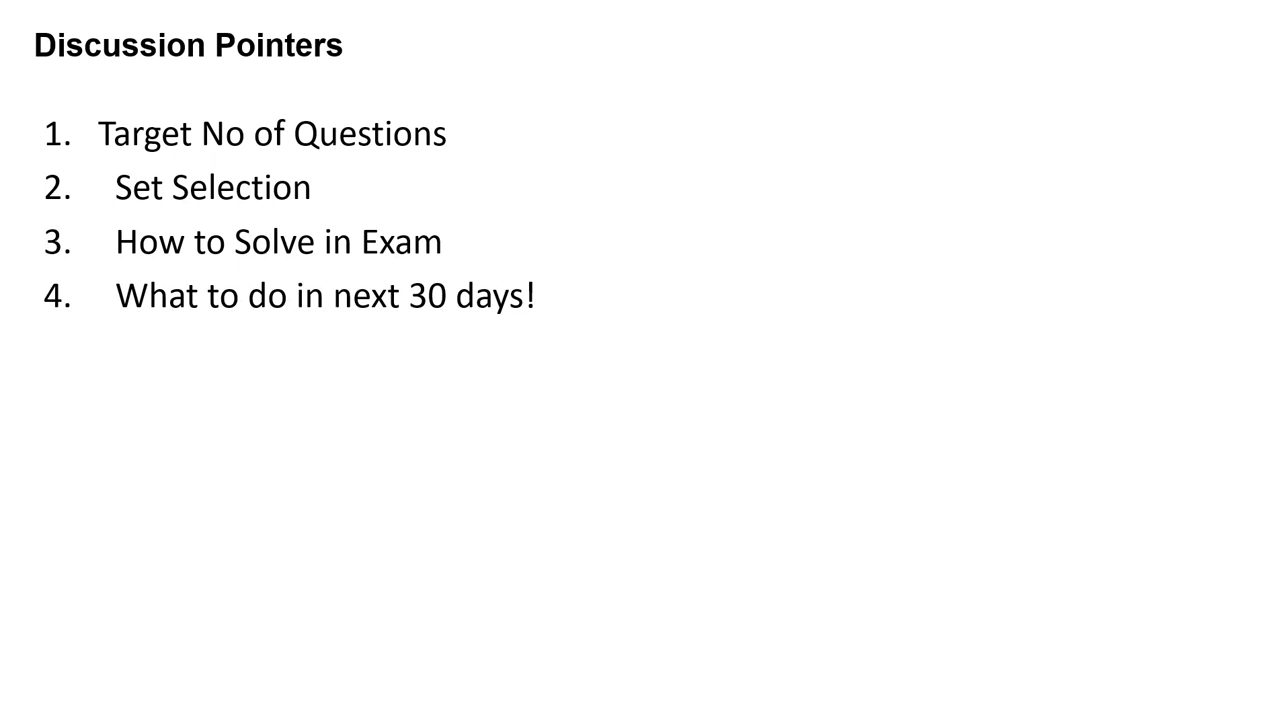 Discussion Pointers
1. Target No of Questions
2. Set Selection
3. How to Solve in Exam
4. What to do in next 30 days!